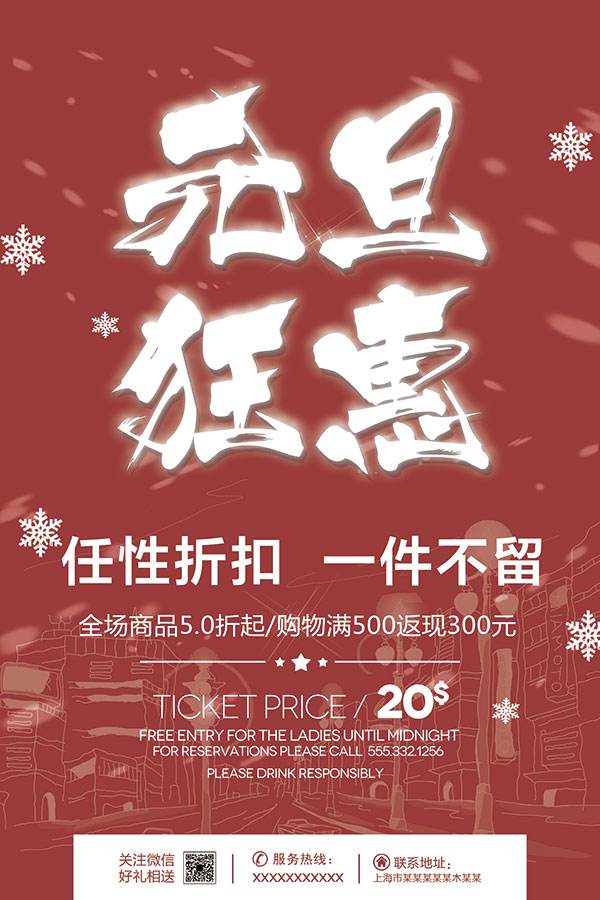 元旦
狂惠
任性折扣 一件不留
全场商品5.0折起/购物满500返现300元
TICKET PRICE / 20$
FREE ENTRY FOR THE LADIES UNTIL MIDNIGHT
FOR RESERVATIONS PLEASE CALL 555.332.1256
PLEASE DRINK RESPONSIBLY
关注微信
好礼相送
服务热线:
XXXXXXXXXXX
联系地址:
上海市某某某某某木某某